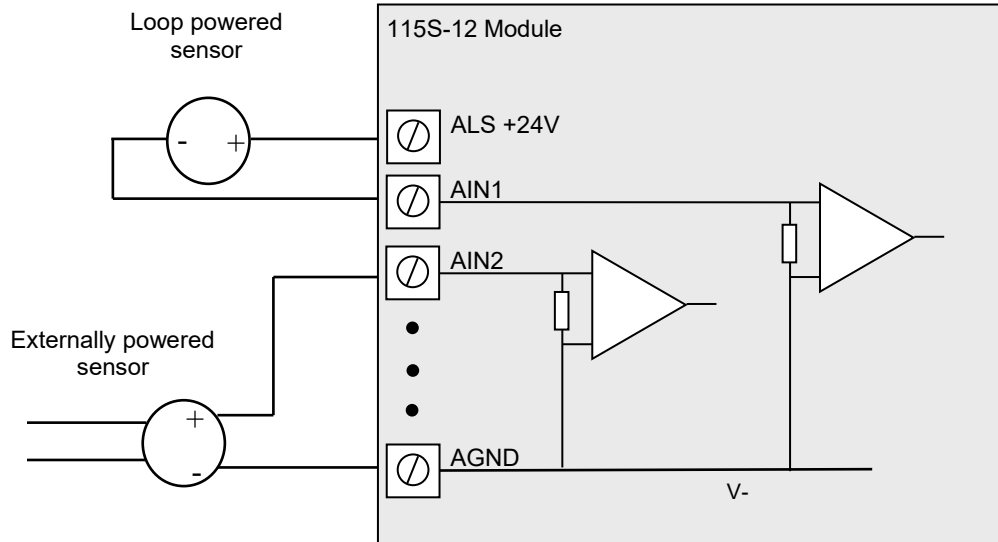 Loop powered
sensor
115S-12 Module
ALS +24V
- +
AIN1
AIN2
Externally powered
sensor
+
-
AGND
V-